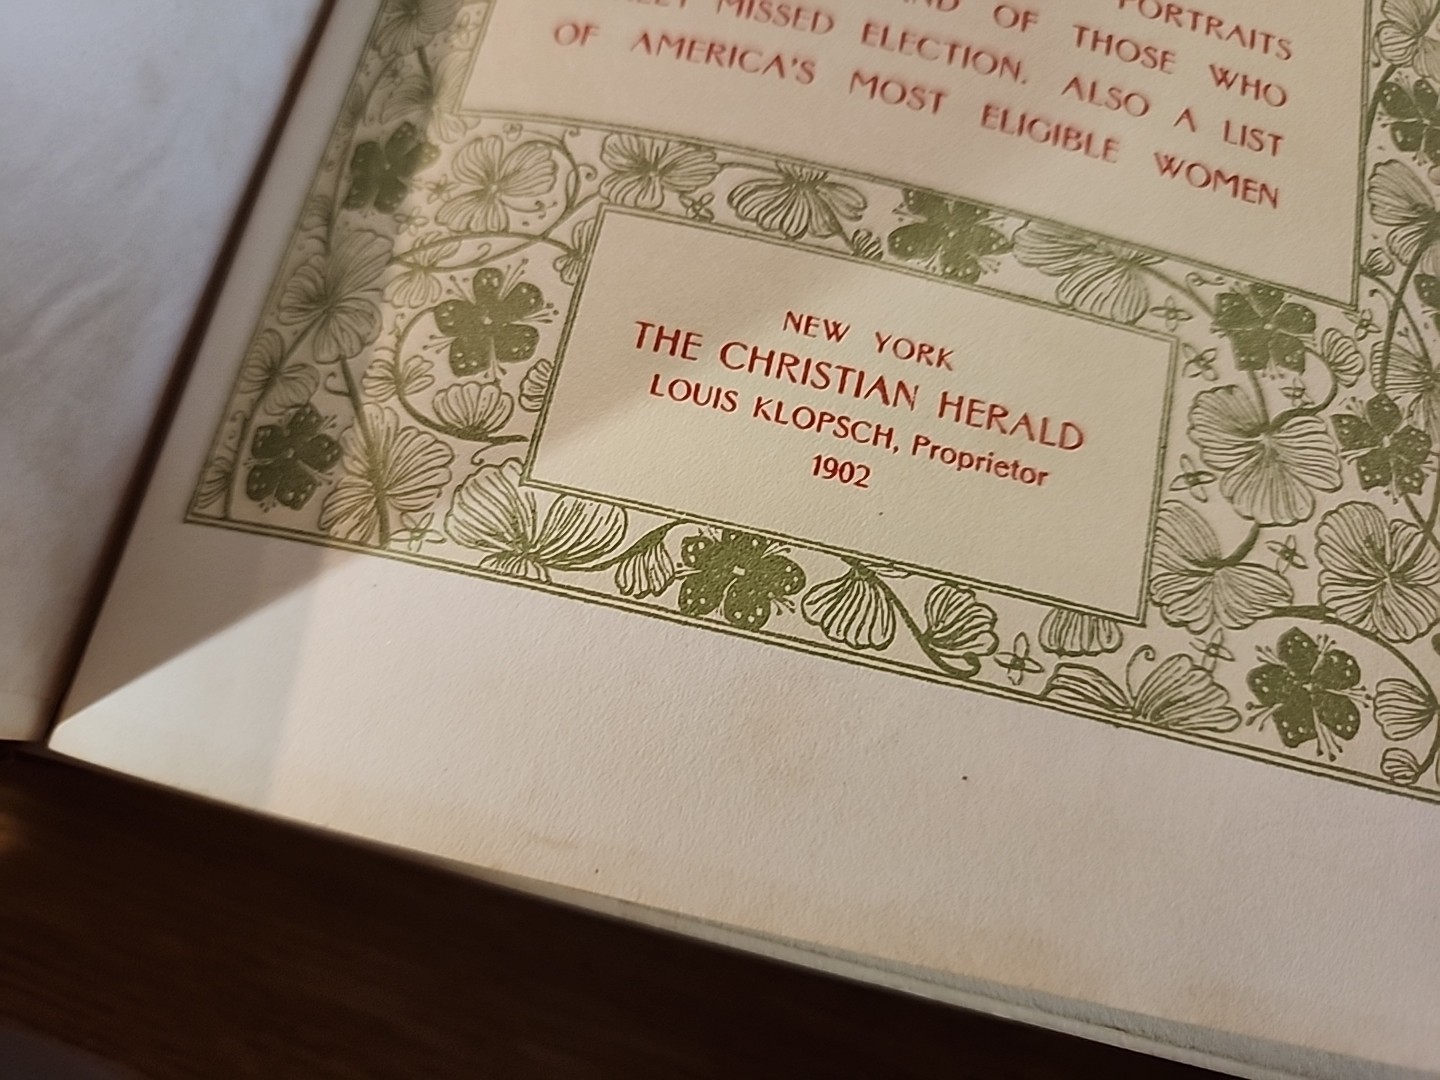 PORTRAITS
AND OF THOSE WHO
MISSED ELECTION. ALSO A LIST
OF AMERICA'S MOST ELIGIBLE WOMEN
NEW YORK
THE CHRISTIAN HERALD
LOUIS KLOPSCH, Proprietor
1902